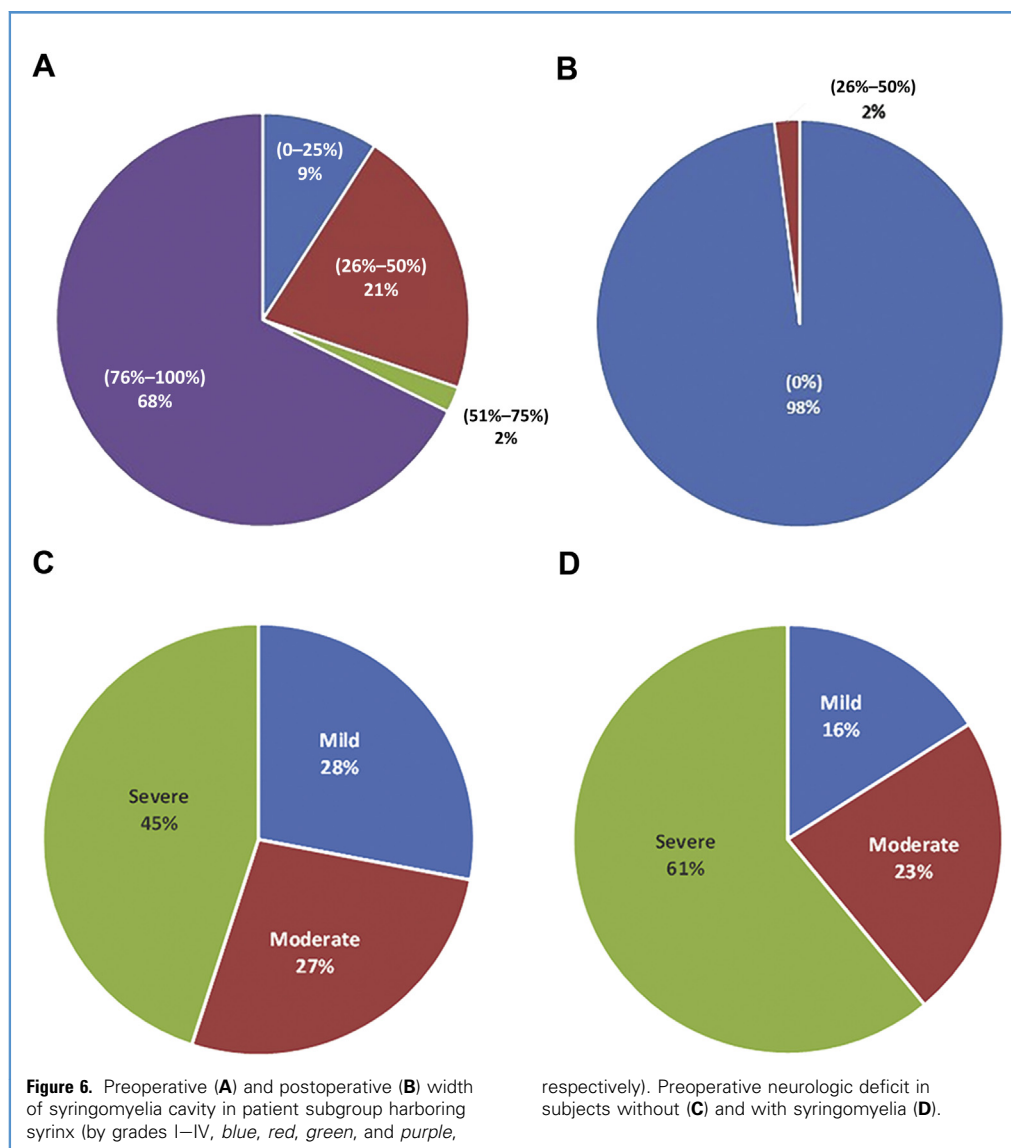 A
(0–25%)
9%
(26%–50%)
21%
(51%–75%)
2%
(76%–100%)
68%
B
(26%–50%)
2%
(0%)
98%
C
Mild
28%
Moderate
27%
Severe
45%
D
Mild
16%
Moderate
23%
Severe
61%
Figure 6. Preoperative (A) and postoperative (B) width
of syringomyelia cavity in patient subgroup harboring
syrinx (by grades I–IV, blue, red, green, and purple,
respectively). Preoperative neurologic deficit in
subjects without (C) and with syringomyelia (D).